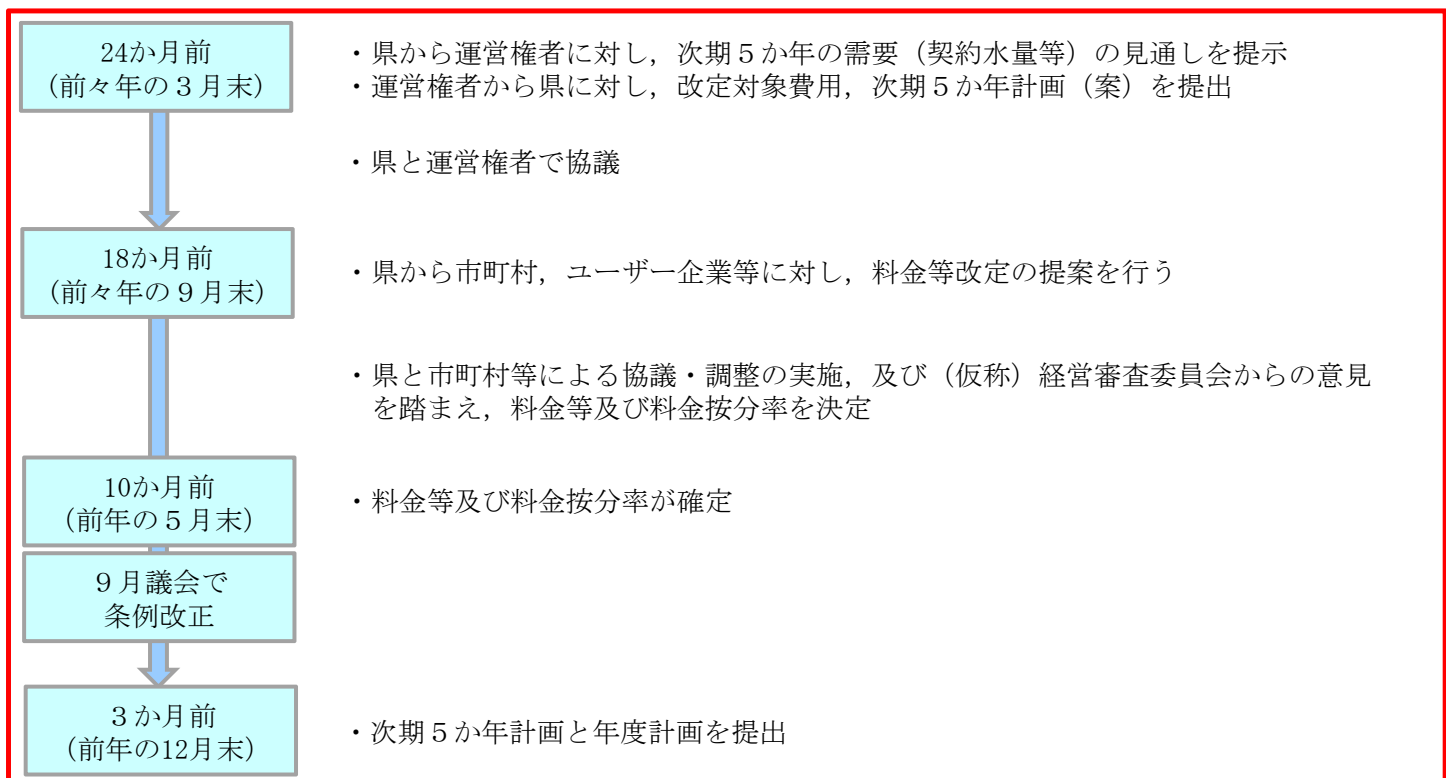 24か月前
(前々年の３月末)
・県から運営権者に対し，次期５か年の需要（契約水量等）の見通しを提示
・運営権者から県に対し，改定対象費用，次期５か年計画（案）を提出
・県と運営権者で協議
18か月前
(前々年の９月末)
・県から市町村，ユーザー企業等に対し，料金等改定の提案を行う
・県と市町村等による協議・調整の実施，及び（仮称）経営審査委員会からの意見
を踏まえ，料金等及び料金按分率を決定
10か月前
(前年の５月末)
・料金等及び料金按分率が確定
９月議会で
条例改正
３か月前
(前年の12月末)
・次期５か年計画と年度計画を提出